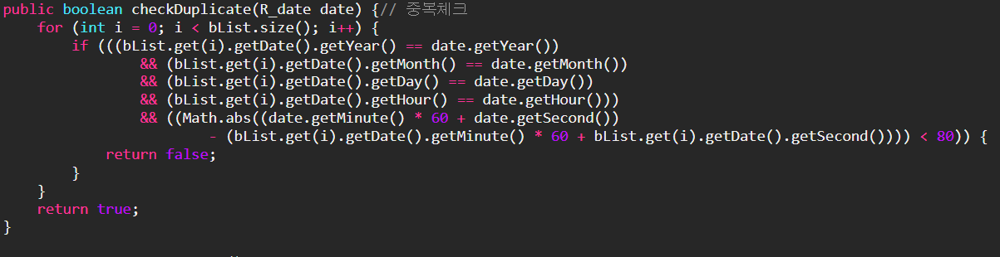 public boolean checkDuplicate(R_date date) {// 중복체크
for (int i = 0; i < bList.size(); i++) {
if (((bList.get(i).getDate().getYear() == date.getYear())
&& (bList.get(i).getDate().getMonth() == date.getMonth())
&& (bList.get(i).getDate().getDay() == date.getDay())
&& (bList.get(i).getDate().getHour() == date.getHour()))
&& ((Math.abs((date.getMinute() * 60 + date.getSecond())
- (bList.get(i).getDate().getMinute() * 60 + bList.get(i).getDate().getSecond()))) < 80)) {
return false;
}
}
return true;
}